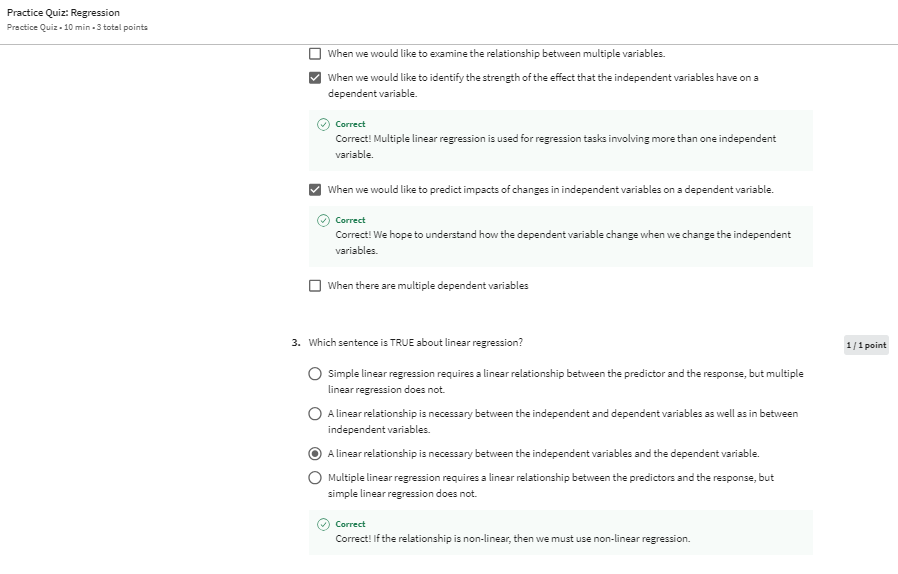 Practice Quiz: Regression
Practice Quiz • 10 min • 3 total points
When we would like to examine the relationship between multiple variables.
When we would like to identify the strength of the effect that the independent variables have on a
dependent variable.
Correct
Correct! Multiple linear regression is used for regression tasks involving more than one independent
variable.
When we would like to predict impacts of changes in independent variables on a dependent variable.
Correct
Correct! We hope to understand how the dependent variable change when we change the independent
variables.
When there are multiple dependent variables
3. Which sentence is TRUE about linear regression?
1 / 1 point
Simple linear regression requires a linear relationship between the predictor and the response, but multiple
linear regression does not.
A linear relationship is necessary between the independent and dependent variables as well as in between
independent variables.
A linear relationship is necessary between the independent variables and the dependent variable.
Multiple linear regression requires a linear relationship between the predictors and the response, but
simple linear regression does not.
Correct
Correct! If the relationship is non-linear, then we must use non-linear regression.